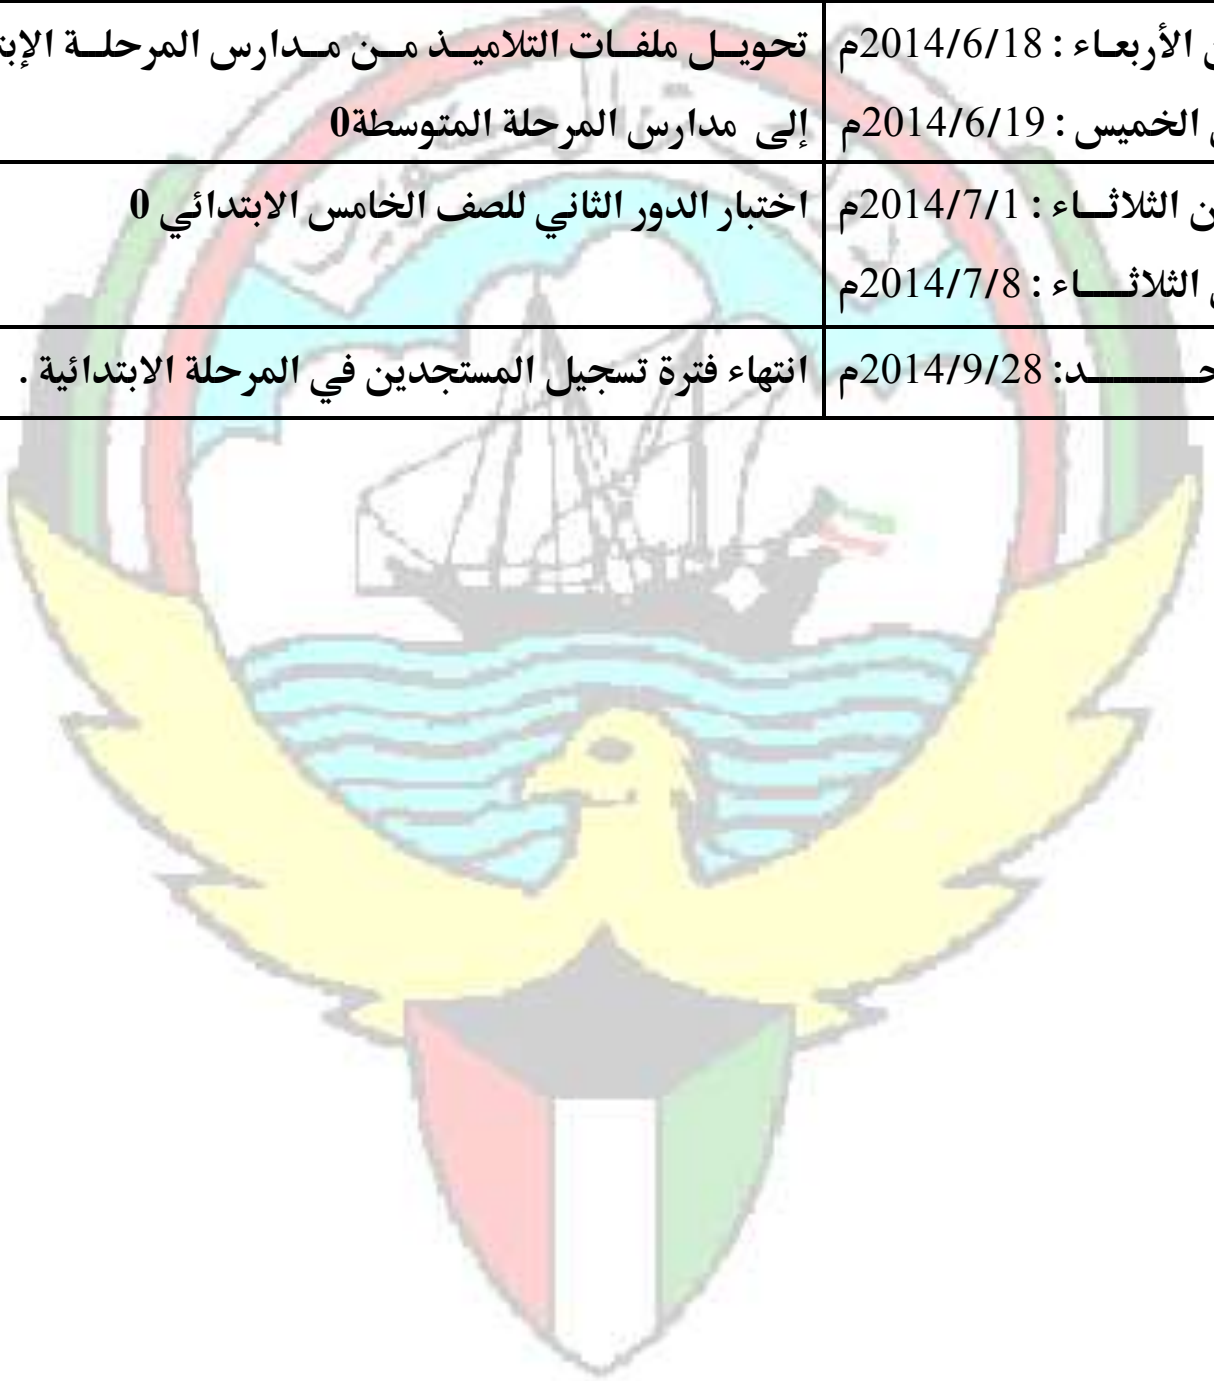 الأربعاء : 2014/6/18م تحويل ملفات التلاميذ من مدارس المرحلة
الخميس : 2014/6/19م إلى مدارس المرحلة المتوسطة0
الثلاثاء : 2014/7/1م اختبار الدور الثاني للصف الخامس الابتدائي 0
الثلاثاء : 2014/7/8م
2014/9/28م انتهاء فترة تسجيل المستجدين في المرحلة الابتدائية .